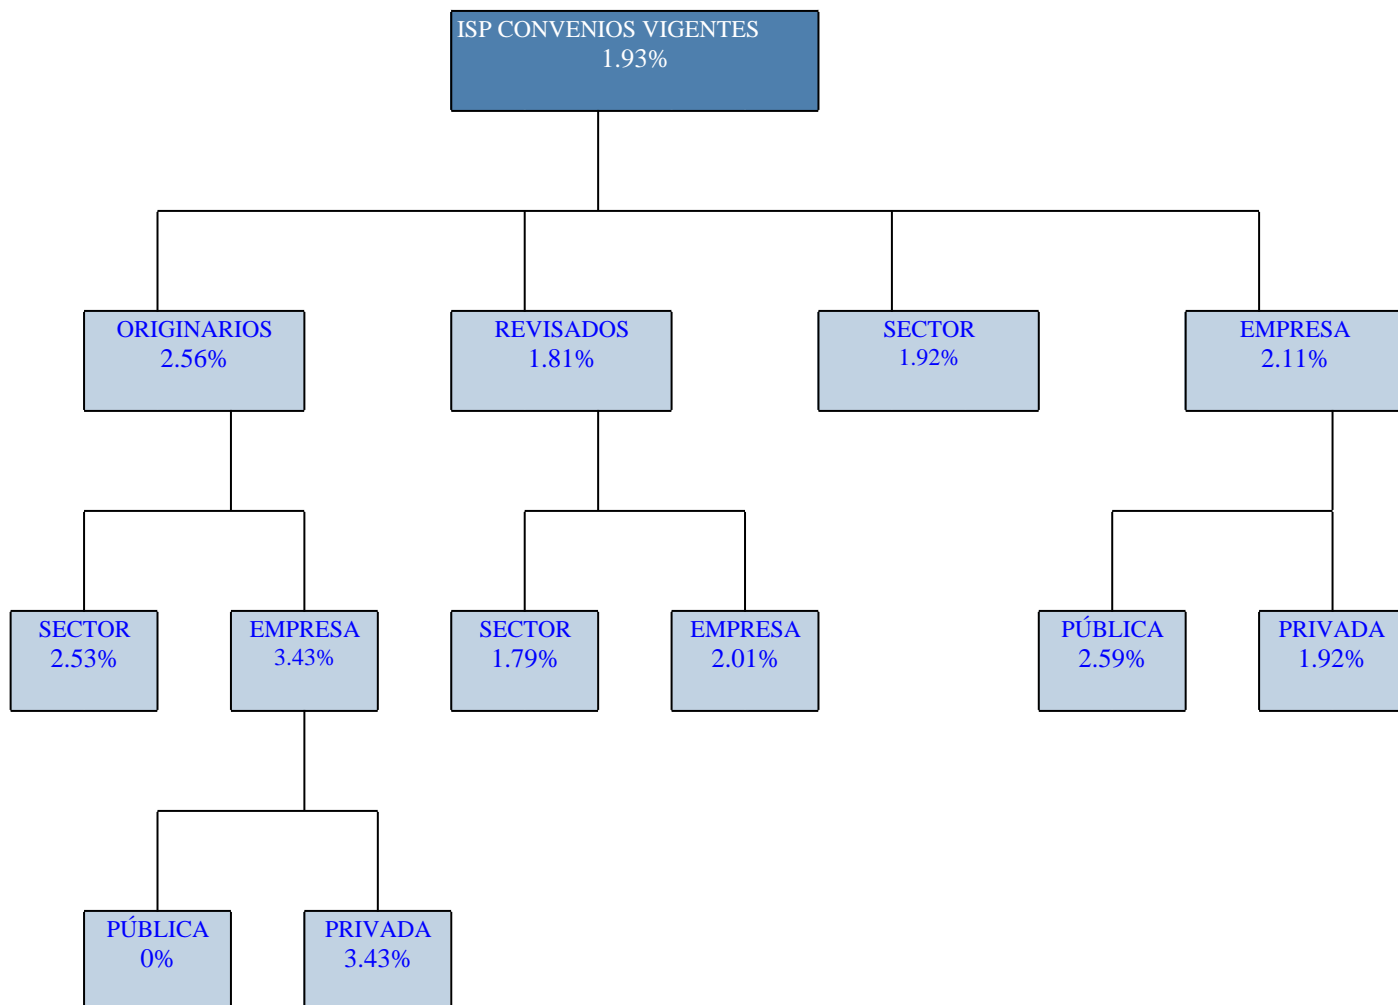 ISP CONVENIOS VIGENTES
1.93%
ORIGINARIOS
2.56%
REVISADOS
1.81%
SECTOR
1.92%
EMPRESA
2.11%
SECTOR
2.53%
EMPRESA
3.43%
SECTOR
1.79%
EMPRESA
2.01%
PÚBLICA
2.59%
PRIVADA
1.92%
PÚBLICA
0%
PRIVADA
3.43%